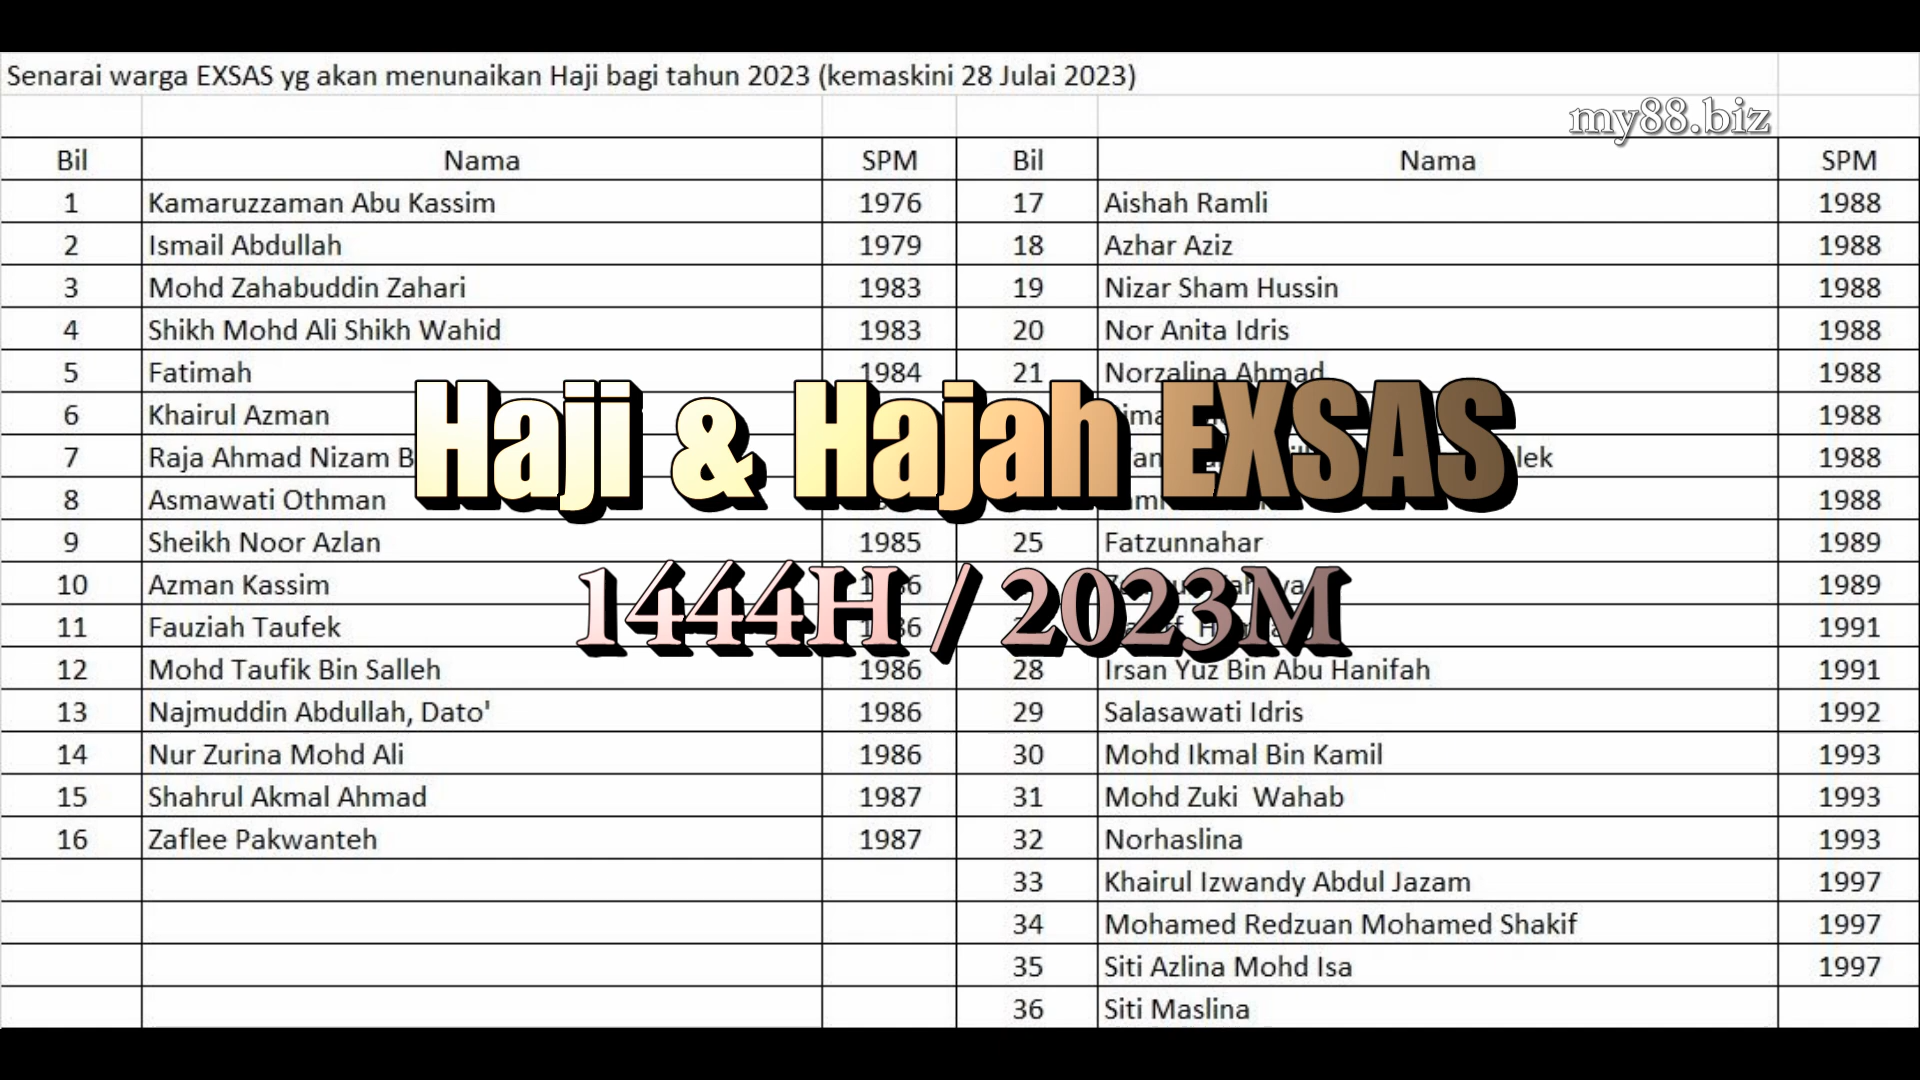 Senarai warga EXSAS yg akan menunaikan Haji bagi tahun 2023 (kemaskini 28 Julai 2023)
my88.biz
Bil Nama SPM Bil Nama SPM
1 Kamaruzzaman Abu Kassim 1976 17 Aishah Ramli 1988
2 Ismail Abdullah 1979 18 Azhar Aziz 1988
3 Mohd Zahabuddin Zahari 1983 19 Nizar Sham Hussin 1988
4 Shikh Mohd Ali Shikh Wahid 1983 20 Nor Anita Idris 1988
5 Fatimah 1984 21 Norzalina Ahmad 1988
6 Khairul Azman 1988
7 Raja Ahmad Nizam 1988
8 Asmawati Othman 1988
Haji & Hajah EXSAS
9 Sheikh Noor Azlan 1985 25 Fatzunnahar 1989
10 Azman Kassim 1989
11 Fauziah Taufek 1991
1444H / 2023M
12 Mohd Taufik Bin Salleh 1986 28 Irsan Yuz Bin Abu Hanifah 1991
13 Najmuddin Abdullah, Dato' 1986 29 Salasawati Idris 1992
14 Nur Zurina Mohd Ali 1986 30 Mohd Ikmal Bin Kamil 1993
15 Shahrul Akmal Ahmad 1987 31 Mohd Zuki Wahab 1993
16 Zaflee Pakwanteh 1987 32 Norhaslina 1993
33 Khairul Izwandy Abdul Jazam 1997
34 Mohamed Redzuan Mohamed Shakif 1997
35 Siti Azlina Mohd Isa 1997
36 Siti Maslina